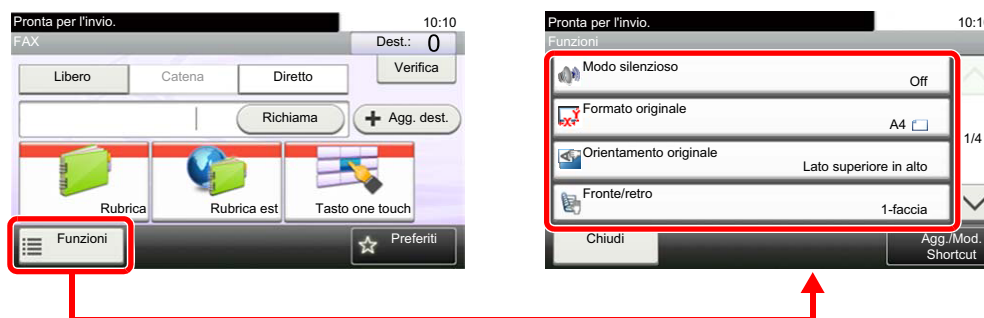 Pronta per l'invio.
10:10
FAX
Dest.: 0
Libero
Catena
Diretto
Verifica
Richiama
Agg. dest.
Rubrica
Rubrica est
Tasto one touch
Funzioni
Preferiti
Pronta per l'invio.
Funzioni
Modo silenzioso
Off
Formato originale
A4
1/4
Orientamento originale
Lato superiore in alto
Fronte/retro
1-faccia
Chiudi
Agg./Mod.
Shortcut